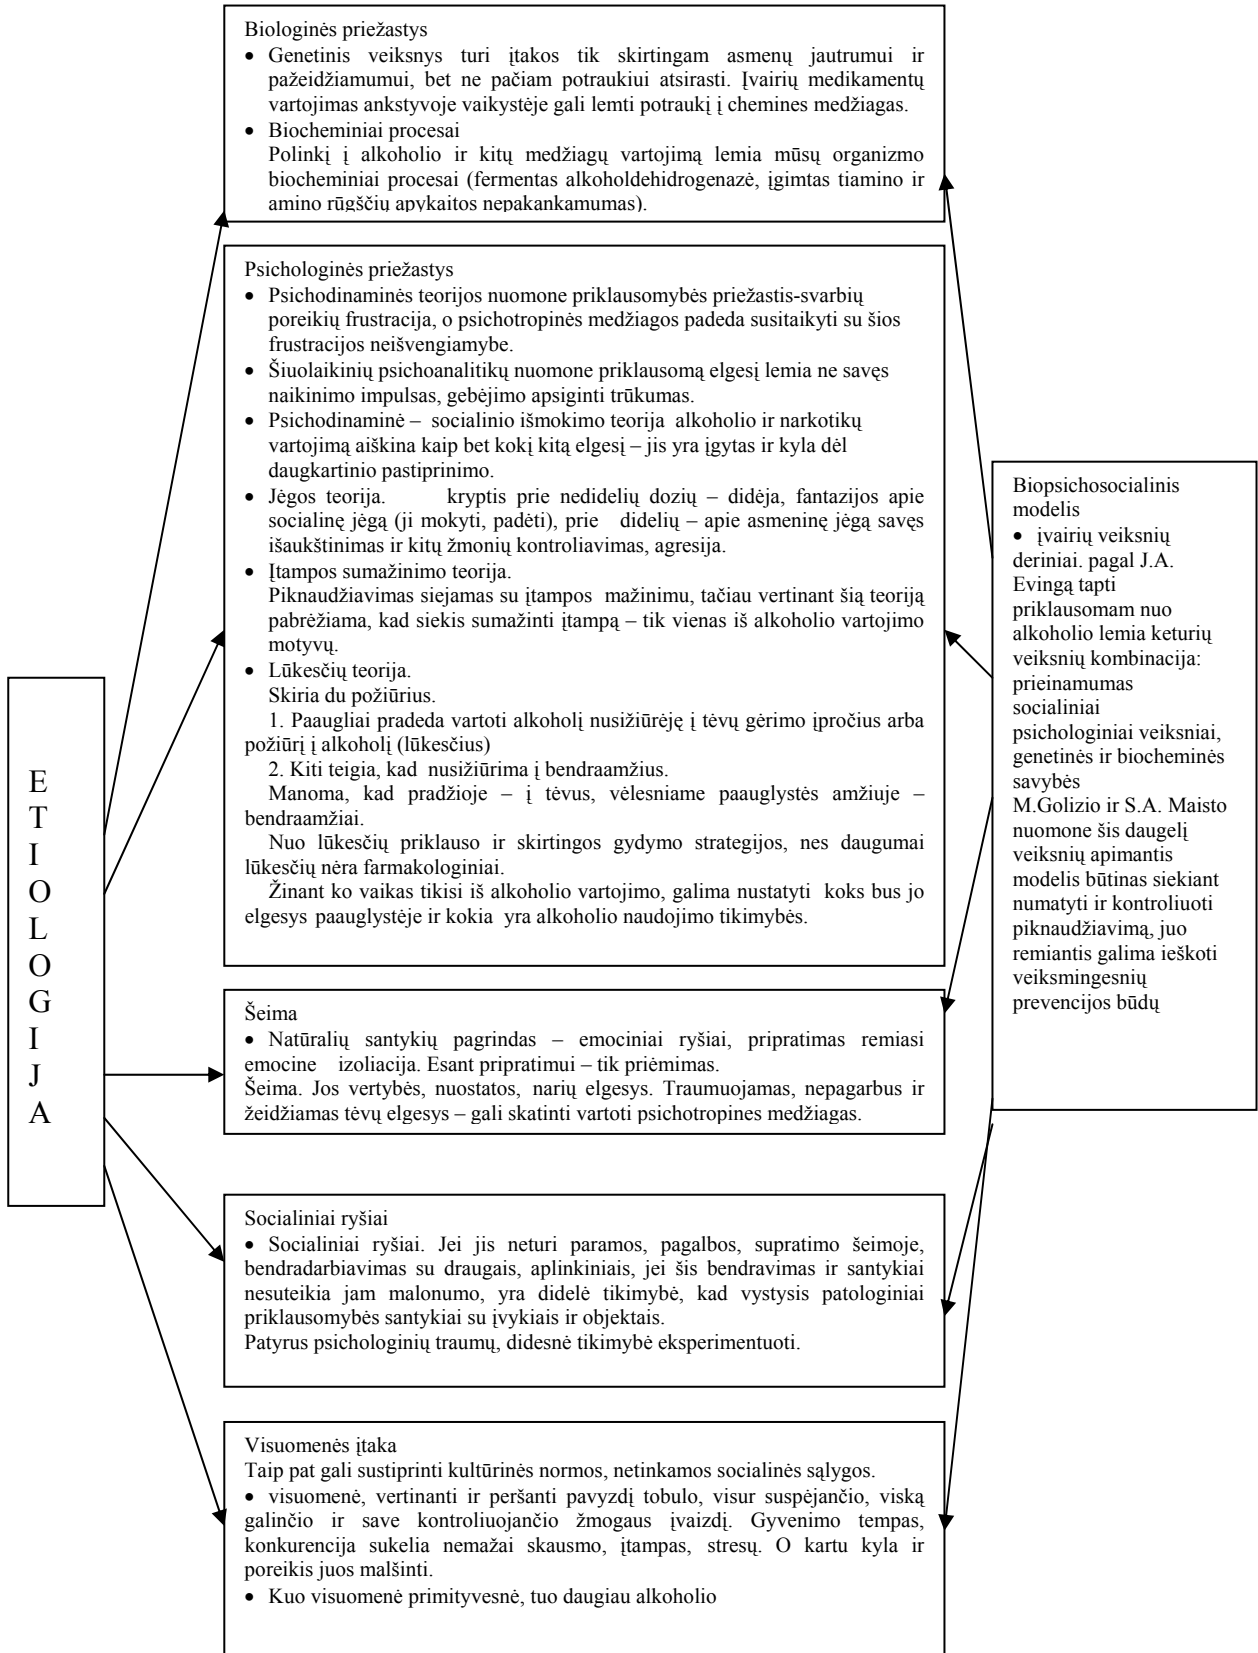 Biologinės priežastys
• Genetinis veiksnys turi įtakos tik skirtingam asmenų jautrumui ir
pažeidžiamumui, bet ne pačiam potraukiui atsirasti. Įvairių medikamentų
vartojimas ankstyvoje vaikystėje gali lemti potraukį į chemines medžiagas.
• Biocheminiai procesai
Polinkį į alkoholio ir kitų medžiagų vartojimą lemia mūsų organizmo
biocheminiai procesai (fermentas alkoholdehidrogenazė, įgimtas tiamino ir
amino rūgščių apykaitos nepakankamumas).
Psichologinės priežastys
• Psichodinaminės teorijos nuomone priklausomybės priežastis-svarbių
poreikių frustracija, o psichotropinės medžiagos padeda susitaikyti su šios
frustracijos neišvengiamybe.
• Šiuolaikinių psichoanalitikų nuomone priklausomą elgesį lemia ne savęs
naikinimo impulsas, gebėjimo apsiginti trūkumas.
• Psichodinaminė – socialinio išmokimo teorija alkoholio ir narkotikų
vartojimą aiškina kaip bet kokį kitą elgesį – jis yra įgytas ir kyla dėl
daugkartinio pastiprinimo.
• Jėgos teorija. kryptis prie nedidelių dozių – didėja, fantazijos apie
socialinę jėgą (ji mokyti, padėti), prie didelių – apie asmeninę jėgą savęs
išaukštinimas ir kitų žmonių kontroliavimas, agresija.
• Įtampos sumažinimo teorija.
Piknaudžiavimas siejamas su įtampos mažinimu, tačiau vertinant šią teoriją
pabrėžiama, kad siekis sumažinti įtampą – tik vienas iš alkoholio vartojimo
motyvų.
• Lūkesčių teorija.
Skiria du požiūrius.
1. Paaugliai pradeda vartoti alkoholį nusižiūrėję į tėvų gėrimo įpročius arba
požiūrį į alkoholį (lūkesčius)
2. Kiti teigia, kad nusižiūrima į bendraamžius.
Manoma, kad pradžioje – į tėvus, vėlesniame paauglystės amžiuje –
bendraamžiai.
Nuo lūkesčių priklauso ir skirtingos gydymo strategijos, nes daugumai
lūkesčių nėra farmakologiniai.
Žinant ko vaikas tikisi iš alkoholio vartojimo, galima nustatyti koks bus jo
elgesys paauglystėje ir kokia yra alkoholio naudojimo tikimybės.
Šeima
• Natūralių santykių pagrindas – emociniai ryšiai, pripratimas remiasi
emocine izoliacija. Esant pripratimui – tik priėmimas.
Šeima. Jos vertybės, nuostatos, narių elgesys. Traumuojamas, nepagarbus ir
žeidžiamas tėvų elgesys – gali skatinti vartoti psichotropines medžiagas.
Socialiniai ryšiai
• Socialiniai ryšiai. Jei jis neturi paramos, pagalbos, supratimo šeimoje,
bendradarbiavimas su draugais, aplinkiniais, jei šis bendravimas ir santykiai
nesuteikia jam malonumo, yra didelė tikimybė, kad vystysis patologiniai
priklausomybės santykiai su įvykiais ir objektais.
Patyrus psichologinių traumų, didesnė tikimybė eksperimentuoti.
Visuomenės įtaka
Taip pat gali sustiprinti kultūrinės normos, netinkamos socialinės sąlygos.
• visuomenė, vertinanti ir peršanti pavyzdį tobulo, visur suspėjančio, viską
galinčio ir save kontroliuojančio žmogaus įvaizdį. Gyvenimo tempas,
konkurencija sukelia nemažai skausmo, įtampas, stresų. O kartu kyla ir
poreikis juos malšinti.
• Kuo visuomenė primityvesnė, tuo daugiau alkoholio
E
T
I
O
L
O
G
I
J
A
Biopsichosocialinis
modelis
• įvairių veiksnių
deriniai. pagal J.A.
Evingą tapti
priklausomam nuo
alkoholio lemia keturių
veiksnių kombinacija:
prieinamumas
socialiniai
psichologiniai veiksniai,
genetinės ir biocheminės
savybės
M.Golizio ir S.A. Maisto
nuomone šis daugelį
veiksnių apimantis
modelis būtinas siekiant
numatyti ir kontroliuoti
piknaudžiavimą, juo
remiantis galima ieškoti
veiksmingesnių
prevencijos būdų